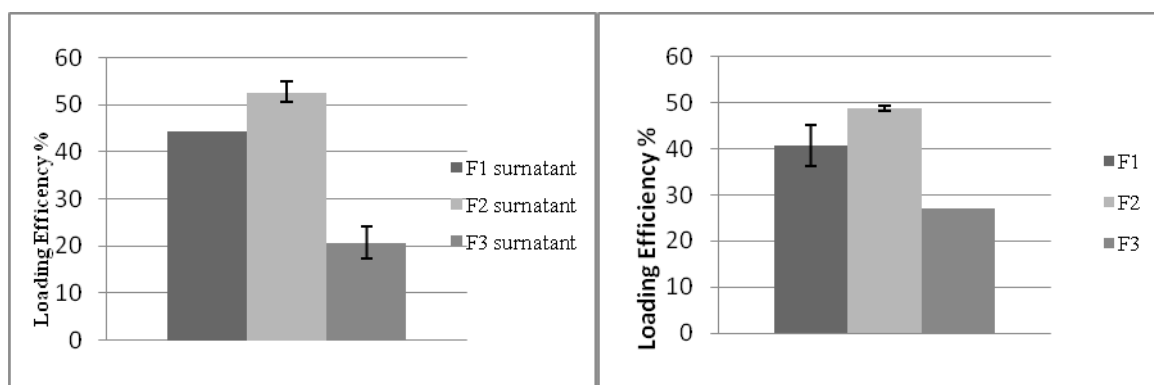 60
50
40
30
20
10
0
Loading Efficency %
F1 surnatant
F2 surnatant
F3 surnatant
60
50
40
30
20
10
0
Loading Efficiency %
F1
F2
F3